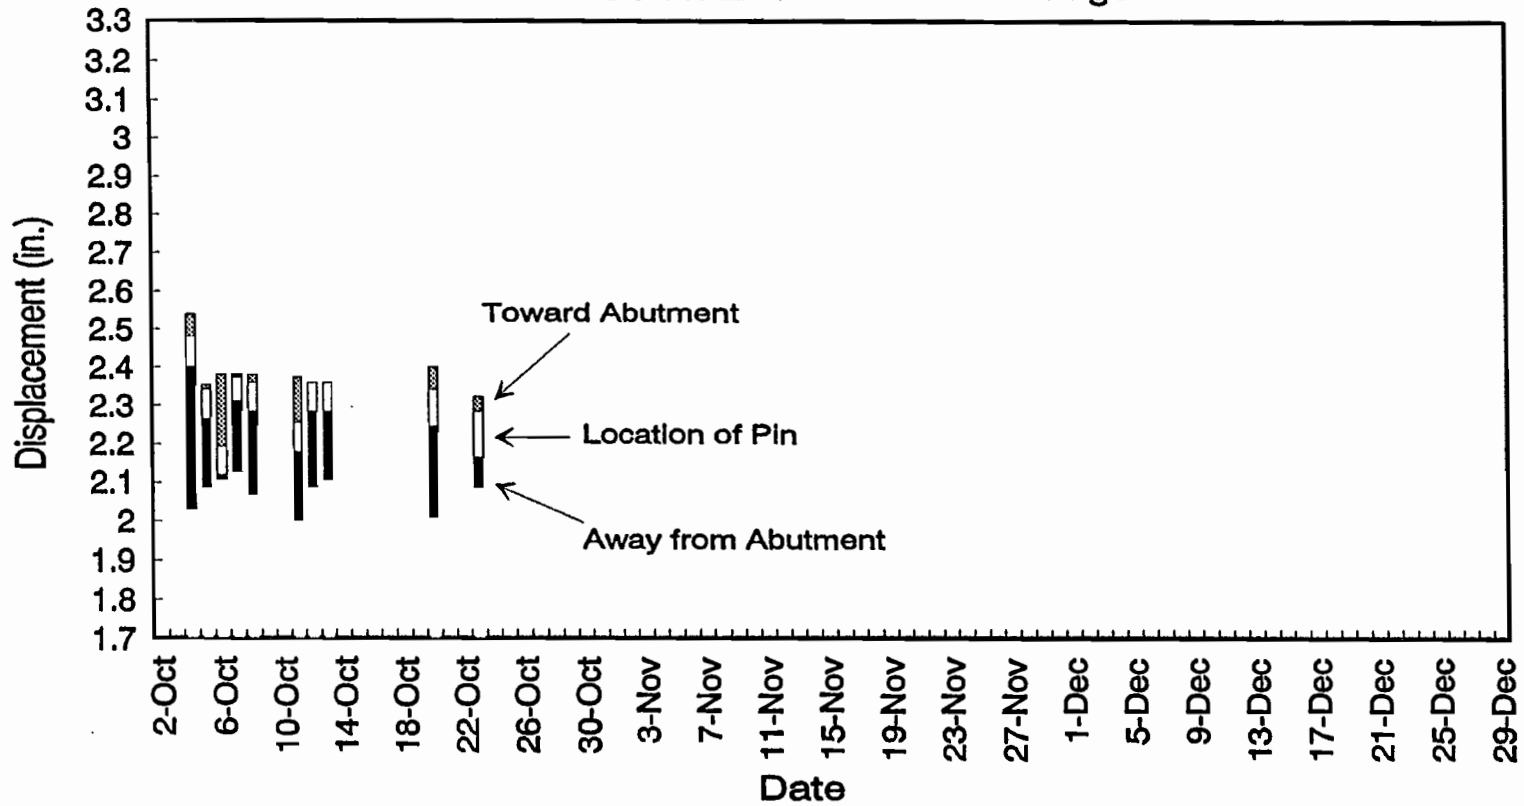 3.3
3.2
3.1
3
2.9
2.8
2.7
2.6
2.5
2.4
2.3
2.2
2.1
2
1.9
1.8
1.7
Displacement (in.)
Toward Abutment
Location of Pin
Away from Abutment
2-Oct
6-Oct
10-Oct
14-Oct
18-Oct
22-Oct
26-Oct
30-Oct
3-Nov
7-Nov
11-Nov
15-Nov
19-Nov
23-Nov
27-Nov
1-Dec
5-Dec
9-Dec
13-Dec
17-Dec
21-Dec
25-Dec
29-Dec
Date